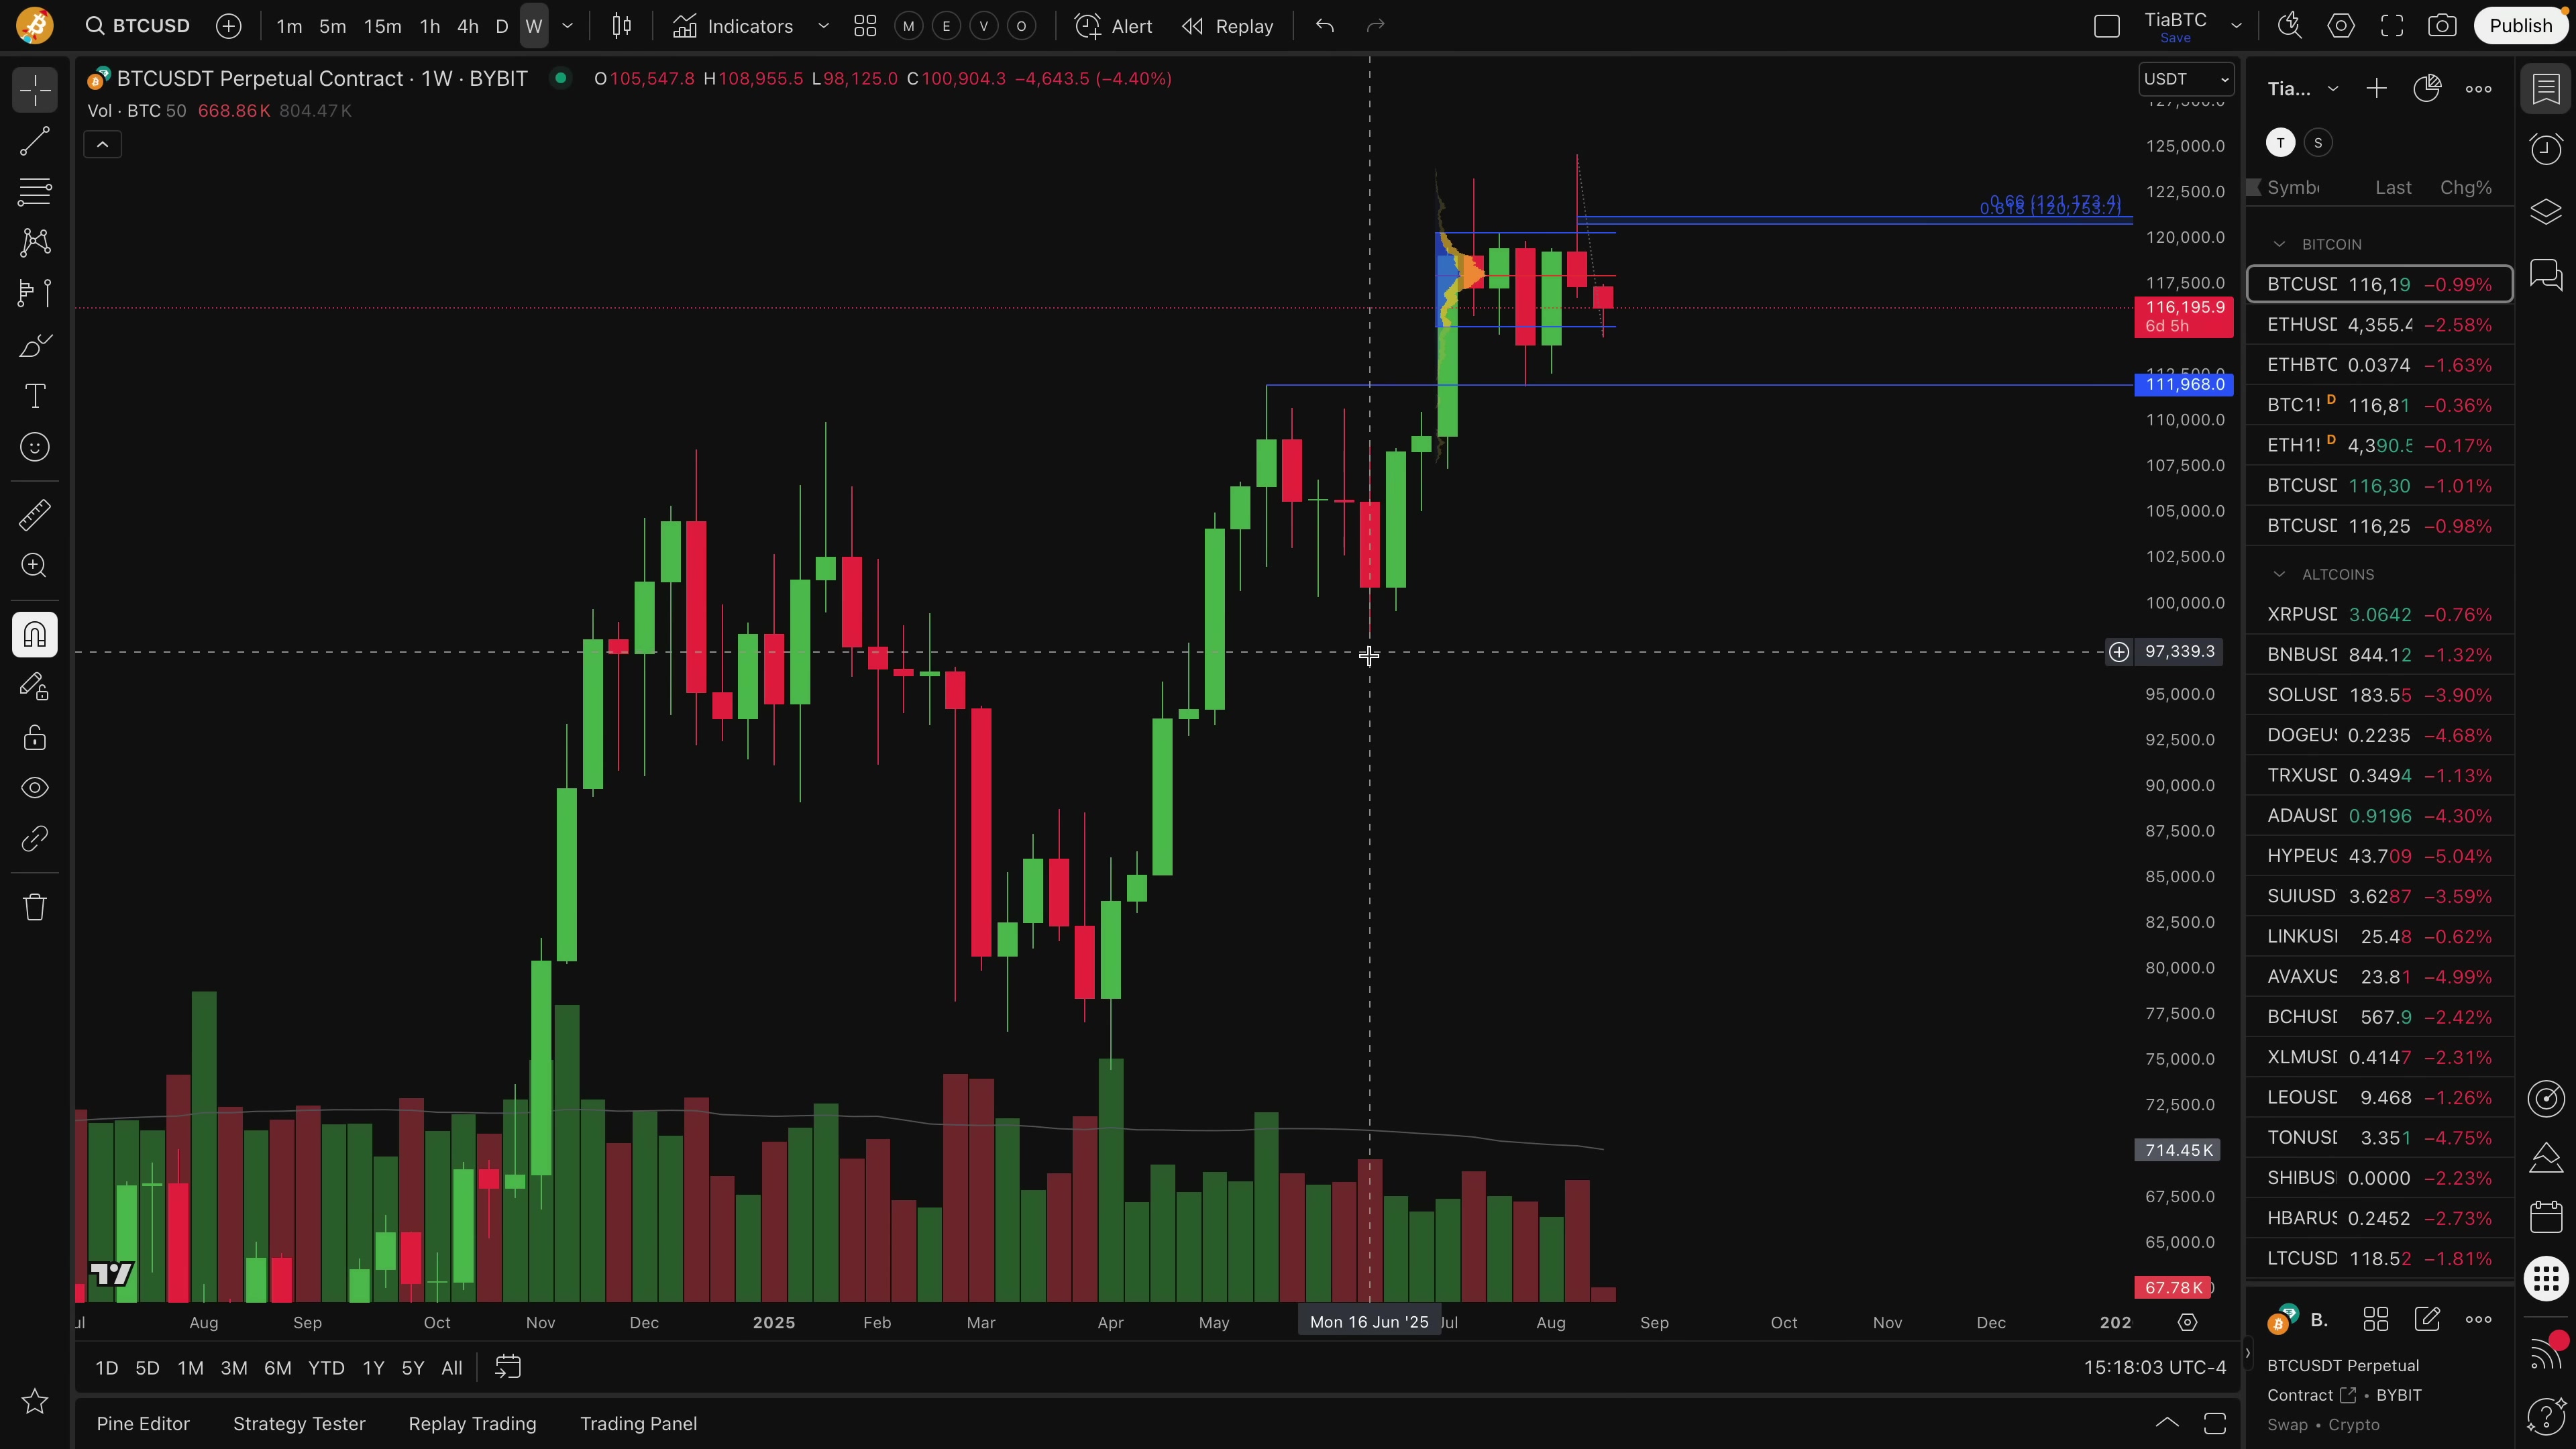 BTCUSD
1m 5m 15m 1h 4h D W
Indicators
M E V O
Alert
Replay
TiaBTC
Save
Publish
BTCUSDT Perpetual Contract · 1W · BYBIT
O105,547.8 H108,955.5 L98,125.0 C100,904.3 −4,643.5 (−4.40%)
Vol · BTC 50 668.86 K 804.47 K
USDT
125,000.0
122,500.0
0.66 (121,173.4)
0.618 (120,753.7)
120,000.0
117,500.0
116,195.9
6d 5h
111,968.0
110,000.0
107,500.0
105,000.0
102,500.0
100,000.0
97,339.3
95,000.0
92,500.0
90,000.0
87,500.0
85,000.0
82,500.0
80,000.0
77,500.0
75,000.0
72,500.0
714.45 K
67,500.0
65,000.0
67.78 K
Aug Sep Oct Nov Dec 2025 Feb Mar Apr May Mon 16 Jun '25 Jul Aug Sep Oct Nov Dec 202
1D 5D 1M 3M 6M YTD 1Y 5Y All
15:18:03 UTC-4
Pine Editor Strategy Tester Replay Trading Trading Panel
Tia...
T S
Symb Last Chg%
BITCOIN
BTCUSD 116,19 −0.99%
ETHUSD 4,355.4 −2.58%
ETHBTC 0.0374 −1.63%
BTC1! D 116,81 −0.36%
ETH1! D 4,390.5 −0.17%
BTCUSD 116,30 −1.01%
BTCUSD 116,25 −0.98%
ALTCOINS
XRPUSD 3.0642 −0.76%
BNBUSD 844.12 −1.32%
SOLUSD 183.55 −3.90%
DOGEUS 0.2235 −4.68%
TRXUSD 0.3494 −1.13%
ADAUSD 0.9196 −4.30%
HYPEUS 43.709 −5.04%
SUIUSD 3.6287 −3.59%
LINKUS 25.48 −0.62%
AVAXUS 23.81 −4.99%
BCHUSD 567.9 −2.42%
XLMUSD 0.4147 −2.31%
LEOUSD 9.468 −1.26%
TONUSD 3.351 −4.75%
SHIBUS 0.0000 −2.23%
HBARUS 0.2452 −2.73%
LTCUSD 118.52 −1.81%
B.
BTCUSDT Perpetual
Contract • BYBIT
Swap • Crypto